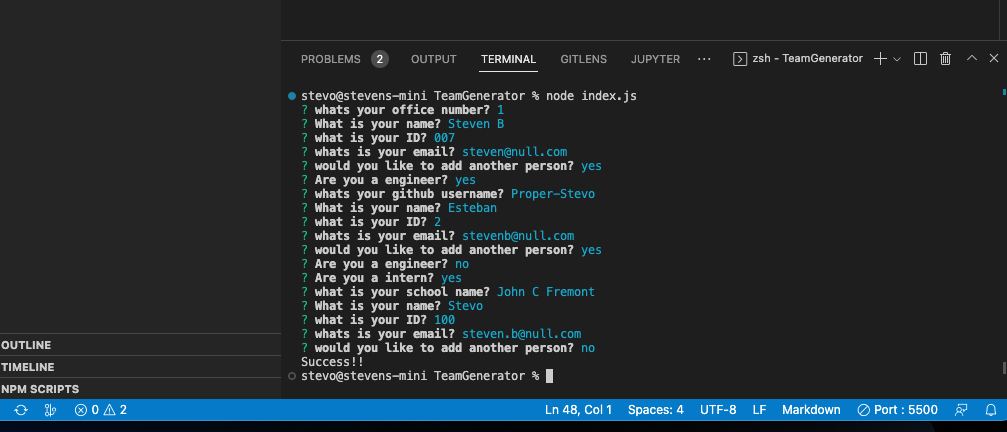 PROBLEMS 2 OUTPUT TERMINAL GITLENS JUPYTER ··· zsh - TeamGenerator
stevo@stevens-mini TeamGenerator % node index.js
? whats your office number? 1
? What is your name? Steven B
? what is your ID? 007
? whats is your email? steven@null.com
? would you like to add another person? yes
? Are you a engineer? yes
? whats your github username? Proper-Stevo
? What is your name? Esteban
? what is your ID? 2
? whats is your email? stevenb@null.com
? would you like to add another person? yes
? Are you a engineer? no
? Are you a intern? yes
? what is your school name? John C Fremont
? What is your name? Stevo
? what is your ID? 100
? whats is your email? steven.b@null.com
? would you like to add another person? no
Success!!
stevo@stevens-mini TeamGenerator %
OUTLINE
TIMELINE
NPM SCRIPTS
0 2 Ln 48, Col 1 Spaces: 4 UTF-8 LF Markdown Port : 5500